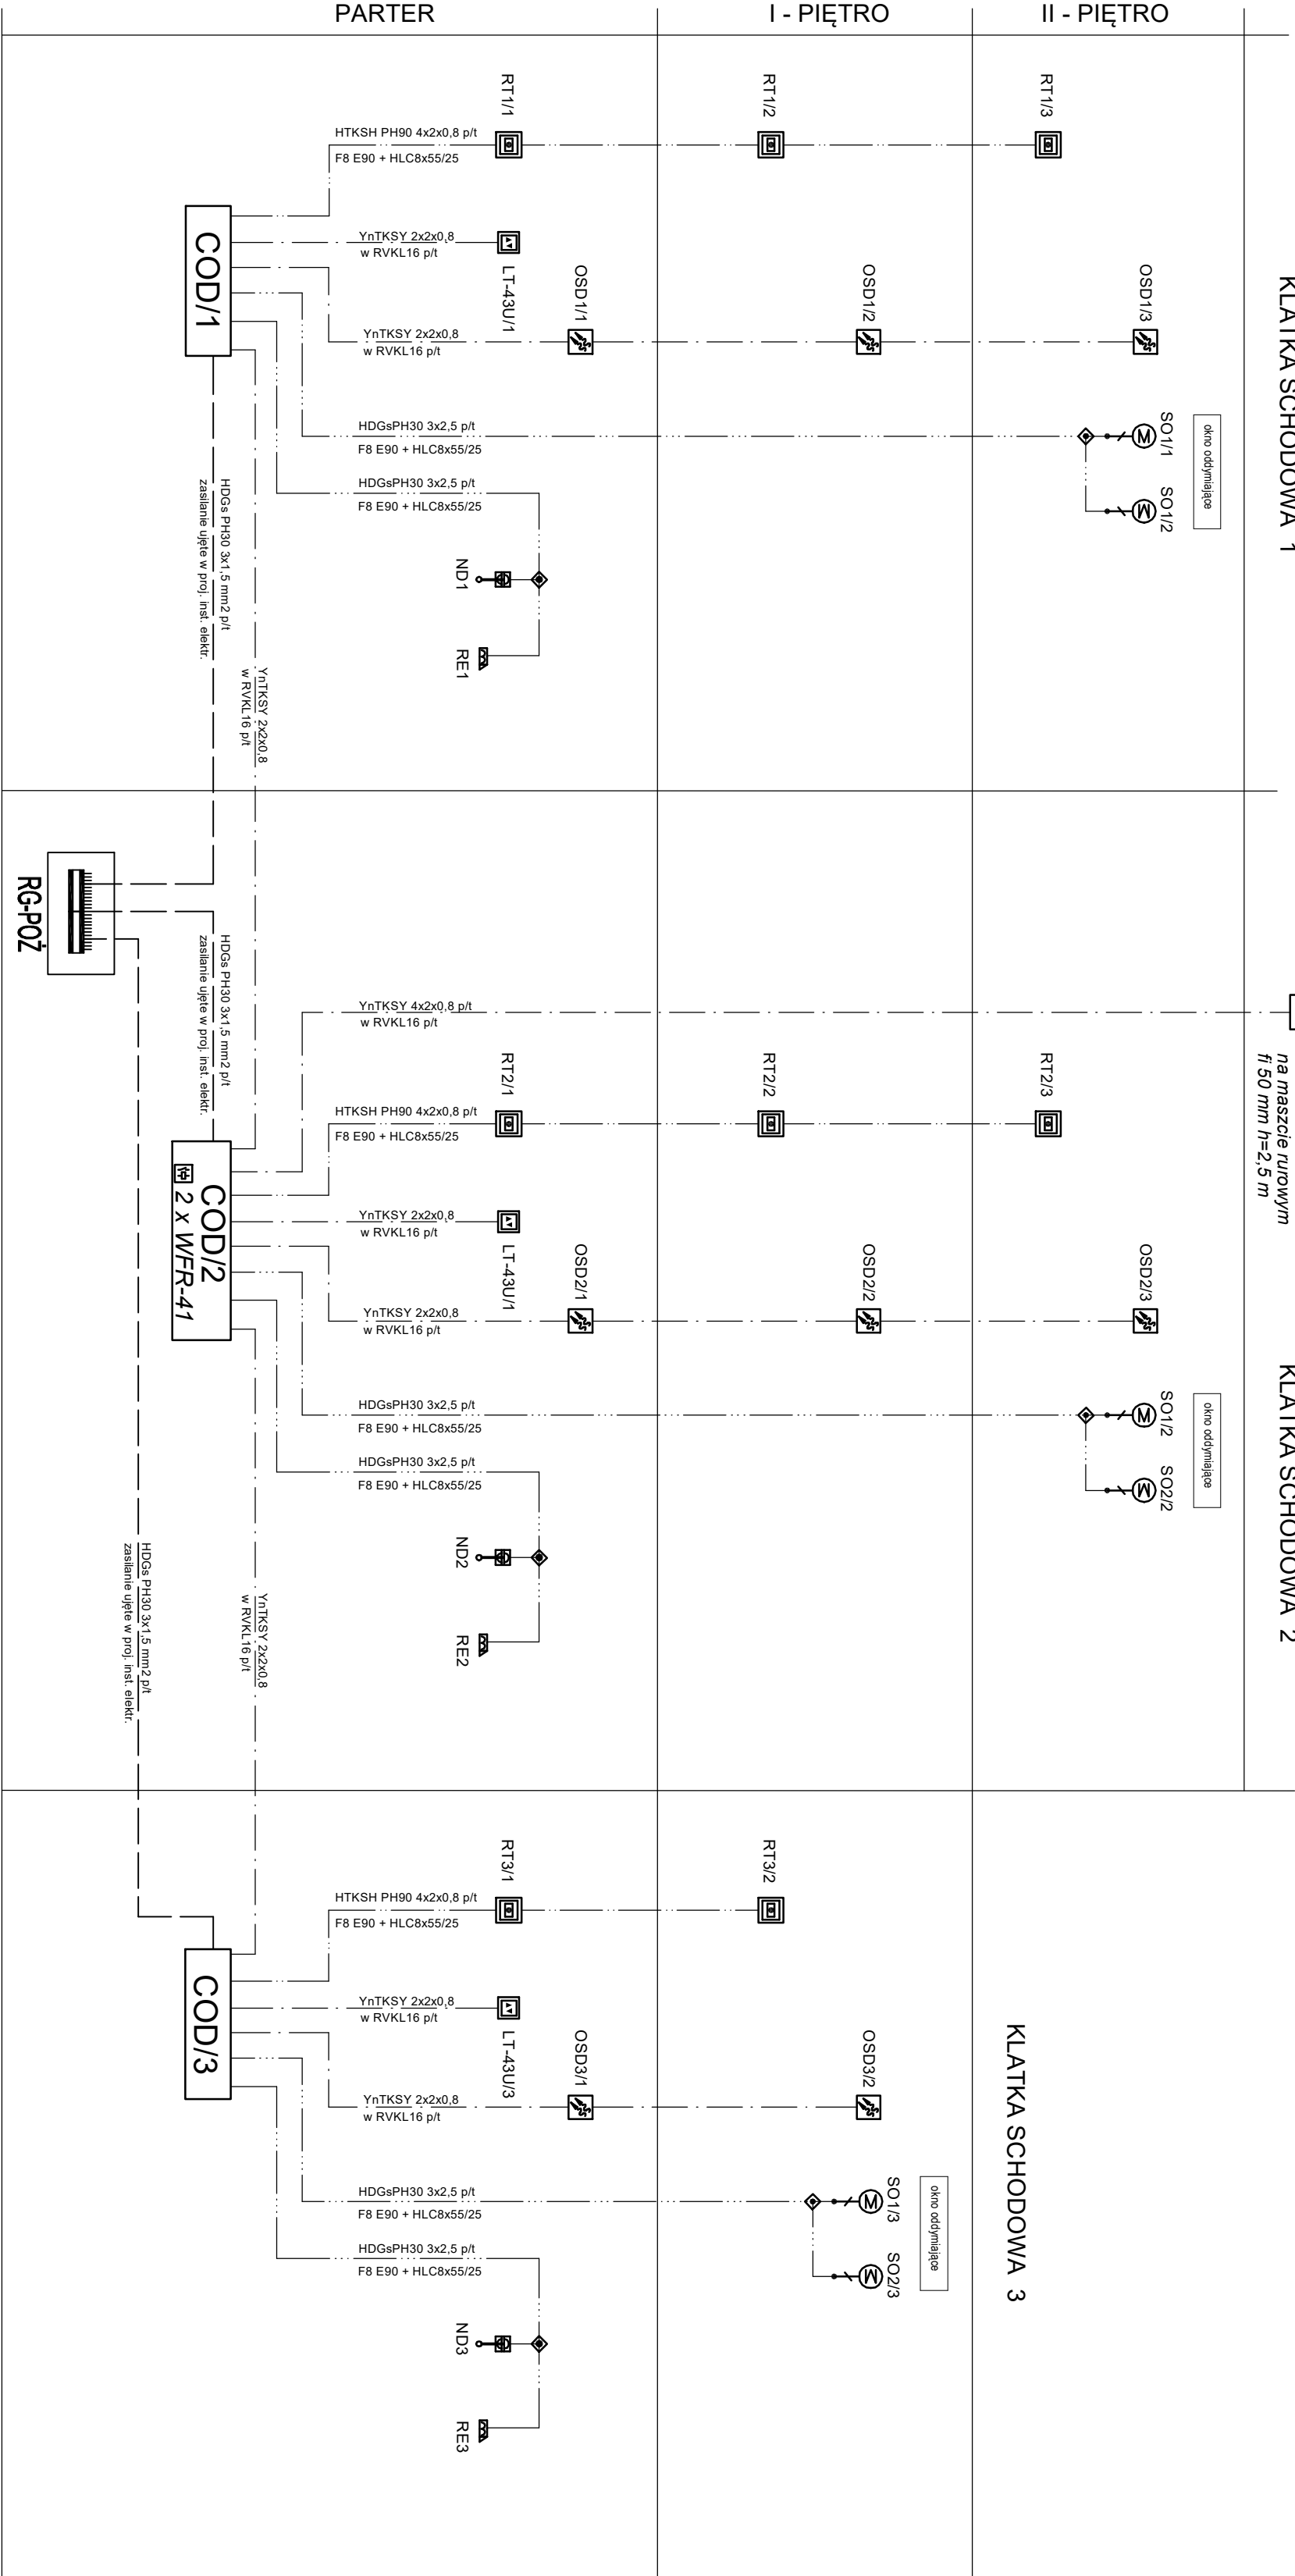 PARTER
I - PIĘTRO
II - PIĘTRO
KLATKA SCHODOWA 1
RT1/1
RT1/2
RT1/3
HTKSH PH90 4x2x0,8 p/t
F8 E90 + HLC8x55/25
COD/1
YnTKSY 2x2x0,8
w RVKL16 p/t
LT-43U/1
OSD1/1
OSD1/2
OSD1/3
YnTKSY 2x2x0,8
w RVKL16 p/t
HDGsPH30 3x2,5 p/t
F8 E90 + HLC8x55/25
SO1/1
SO1/2
okno oddymiające
HDGsPH30 3x2,5 p/t
F8 E90 + HLC8x55/25
ND1
RE1
HDGs PH30 3x1,5 mm2 p/t
zasilanie ujęte w proj. inst. elektr.
YnTKSY 2x2x0,8
w RVKL16 p/t
RG-POŻ
HDGs PH30 3x1,5 mm2 p/t
zasilanie ujęte w proj. inst. elektr.
YnTKSY 4x2x0,8 p/t
w RVKL16 p/t
na maszcie rurowym
fi 50 mm h=2,5 m
KLATKA SCHODOWA 2
RT2/1
RT2/2
RT2/3
HTKSH PH90 4x2x0,8 p/t
F8 E90 + HLC8x55/25
COD/2
2 x WFR-41
YnTKSY 2x2x0,8
w RVKL16 p/t
LT-43U/1
OSD2/1
OSD2/2
OSD2/3
YnTKSY 2x2x0,8
w RVKL16 p/t
HDGsPH30 3x2,5 p/t
F8 E90 + HLC8x55/25
SO1/2
SO2/2
okno oddymiające
HDGsPH30 3x2,5 p/t
F8 E90 + HLC8x55/25
ND2
RE2
HDGs PH30 3x1,5 mm2 p/t
zasilanie ujęte w proj. inst. elektr.
YnTKSY 2x2x0,8
w RVKL16 p/t
RT3/1
RT3/2
HTKSH PH90 4x2x0,8 p/t
F8 E90 + HLC8x55/25
COD/3
YnTKSY 2x2x0,8
w RVKL16 p/t
LT-43U/3
OSD3/1
OSD3/2
KLATKA SCHODOWA 3
YnTKSY 2x2x0,8
w RVKL16 p/t
HDGsPH30 3x2,5 p/t
F8 E90 + HLC8x55/25
SO1/3
SO2/3
okno oddymiające
HDGsPH30 3x2,5 p/t
F8 E90 + HLC8x55/25
ND3
RE3